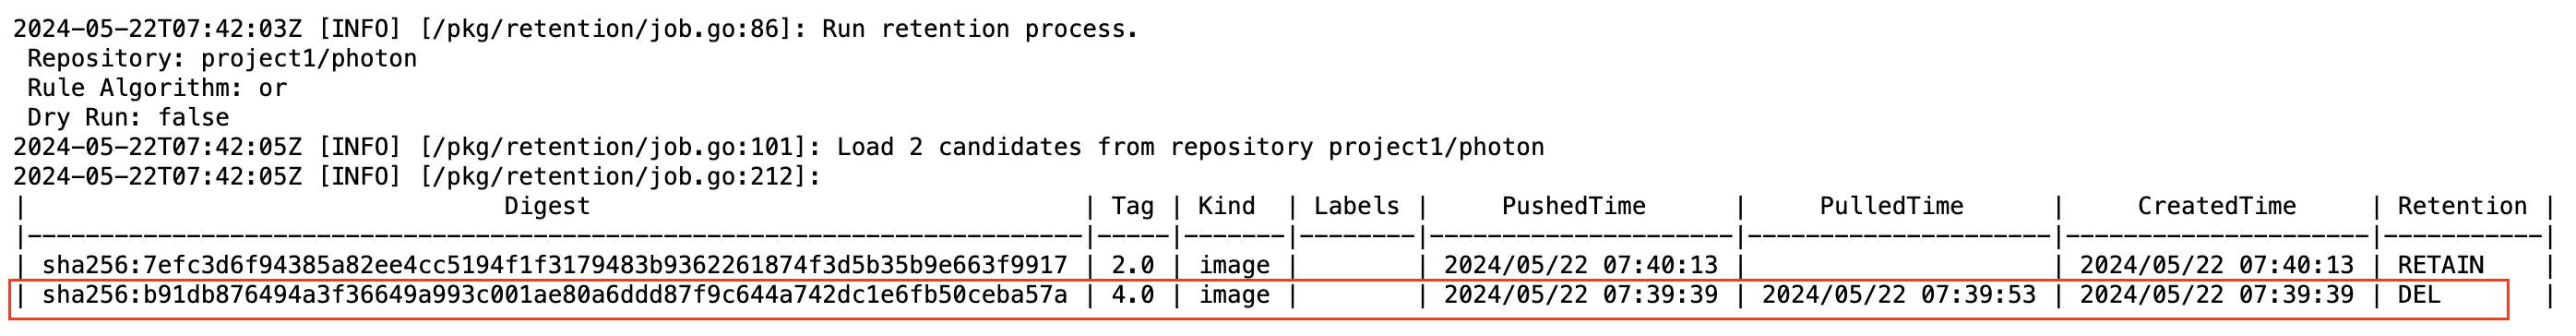 2024-05-22T07:42:03Z [INFO] [/pkg/retention/job.go:86]: Run retention process.
Repository: project1/photon
Rule Algorithm: or
Dry Run: false
2024-05-22T07:42:05Z [INFO] [/pkg/retention/job.go:101]: Load 2 candidates from repository project1/photon
2024-05-22T07:42:05Z [INFO] [/pkg/retention/job.go:212]:
| Digest | Tag | Kind | Labels | PushedTime | PulledTime | CreatedTime | Retention |
|--------------------------------------------------------------------------|-----|-------|--------|---------------------|---------------------|---------------------|-----------|
| sha256:7efc3d6f94385a82ee4cc5194f1f3179483b9362261874f3d5b35b9e663f9917 | 2.0 | image | | 2024/05/22 07:40:13 | | 2024/05/22 07:40:13 | RETAIN |
| sha256:b91db876494a3f36649a993c001ae80a6ddd87f9c644a742dc1e6fb50ceba57a | 4.0 | image | | 2024/05/22 07:39:39 | 2024/05/22 07:39:53 | 2024/05/22 07:39:39 | DEL |